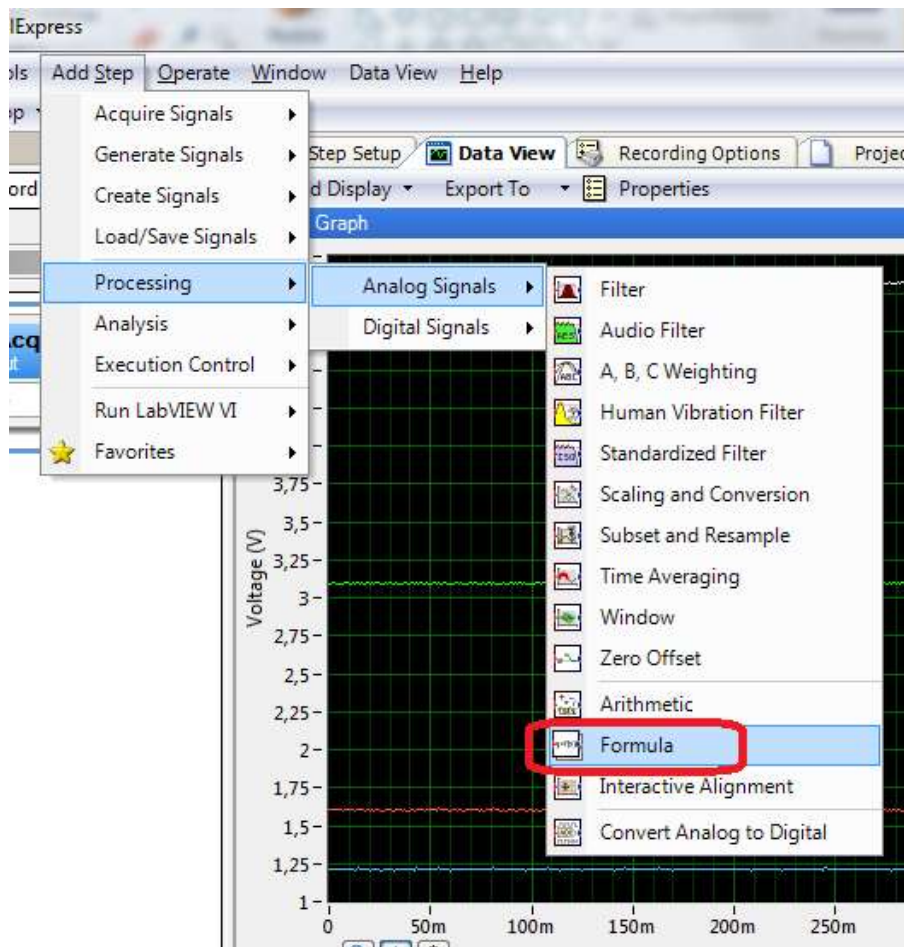 lExpress
ols Add Step Operate Window Data View Help
op
Acquire Signals
Generate Signals
Step Setup Data View Recording Options Projec
ord
Create Signals
d Display Export To Properties
Load/Save Signals
Graph
Processing
Analog Signals
Filter
Analysis
Digital Signals
Audio Filter
Acq
Execution Control
A, B, C Weighting
Run LabVIEW VI
Human Vibration Filter
Favorites
Standardized Filter
3,75
Scaling and Conversion
3,5
Subset and Resample
Voltage (V)
3,25
Time Averaging
3
Window
2,75
Zero Offset
2,5
Arithmetic
2,25
Formula
2
Interactive Alignment
1,75
Convert Analog to Digital
1,5
1,25
1
0 50m 100m 150m 200m 250m